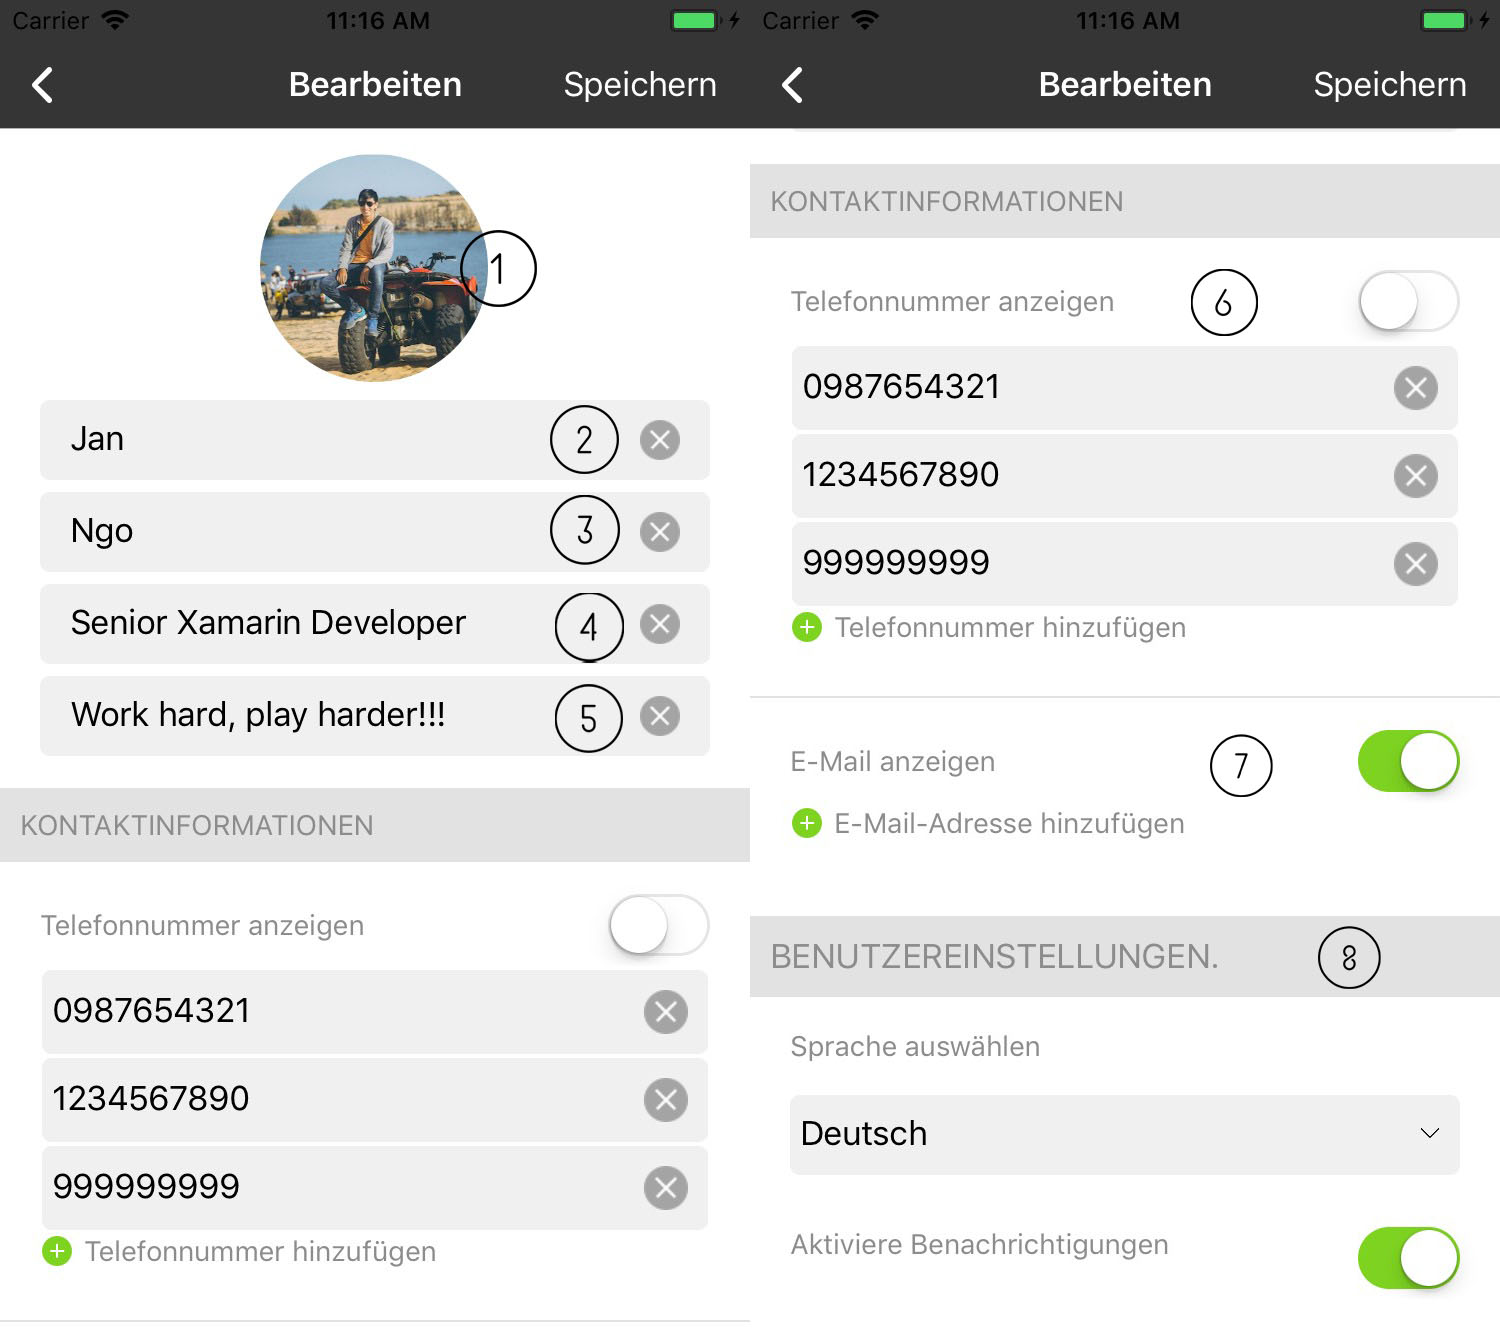 Carrier 11:16 AM
Bearbeiten Speichern
1
Jan 2
Ngo 3
Senior Xamarin Developer 4
Work hard, play harder!!! 5
KONTAKTINFORMATIONEN
Telefonnummer anzeigen
0987654321
1234567890
999999999
Telefonnummer hinzufügen
Carrier 11:16 AM
Bearbeiten Speichern
KONTAKTINFORMATIONEN
Telefonnummer anzeigen 6
0987654321
1234567890
999999999
Telefonnummer hinzufügen
E-Mail anzeigen 7
E-Mail-Adresse hinzufügen
BENUTZEREINSTELLUNGEN. 8
Sprache auswählen
Deutsch
Aktiviere Benachrichtigungen